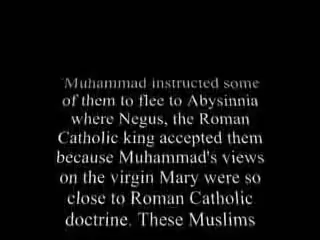 "Muhammad instructed some
of them to flee to Abysinnia
where Negus, the Roman
Catholic king accepted them
because Muhammad's views
on the virgin Mary were so
close to Roman Catholic
doctrine. These Muslims